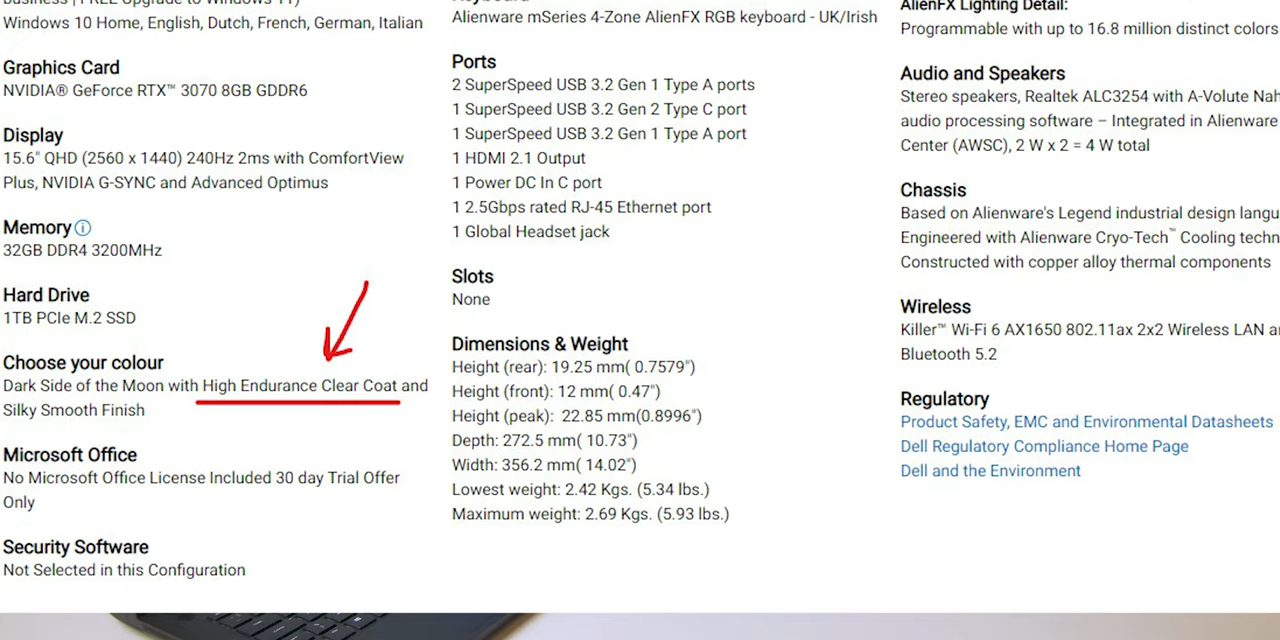 Business | FREE Upgrade to Windows 11)
Windows 10 Home, English, Dutch, French, German, Italian
Graphics Card
NVIDIA® GeForce RTX™ 3070 8GB GDDR6
Display
15.6" QHD (2560 x 1440) 240Hz 2ms with ComfortView
Plus, NVIDIA G-SYNC and Advanced Optimus
Memory
32GB DDR4 3200MHz
Hard Drive
1TB PCIe M.2 SSD
Choose your colour
Dark Side of the Moon with High Endurance Clear Coat and
Silky Smooth Finish
Microsoft Office
No Microsoft Office License Included 30 day Trial Offer
Only
Security Software
Not Selected in this Configuration
Keyboard
Alienware mSeries 4-Zone AlienFX RGB keyboard - UK/Irish
Ports
2 SuperSpeed USB 3.2 Gen 1 Type A ports
1 SuperSpeed USB 3.2 Gen 2 Type C port
1 SuperSpeed USB 3.2 Gen 1 Type A port
1 HDMI 2.1 Output
1 Power DC In C port
1 2.5Gbps rated RJ-45 Ethernet port
1 Global Headset jack
Slots
None
Dimensions & Weight
Height (rear): 19.25 mm( 0.7579")
Height (front): 12 mm( 0.47")
Height (peak): 22.85 mm(0.8996")
Depth: 272.5 mm( 10.73")
Width: 356.2 mm( 14.02")
Lowest weight: 2.42 Kgs. (5.34 lbs.)
Maximum weight: 2.69 Kgs. (5.93 lbs.)
AlienFX Lighting Detail:
Programmable with up to 16.8 million distinct colors
Audio and Speakers
Stereo speakers, Realtek ALC3254 with A-Volute Nah
audio processing software – Integrated in Alienware
Center (AWSC), 2 W x 2 = 4 W total
Chassis
Based on Alienware's Legend industrial design langu
Engineered with Alienware Cryo-Tech™ Cooling techn
Constructed with copper alloy thermal components
Wireless
Killer™ Wi-Fi 6 AX1650 802.11ax 2x2 Wireless LAN a
Bluetooth 5.2
Regulatory
Product Safety, EMC and Environmental Datasheets
Dell Regulatory Compliance Home Page
Dell and the Environment